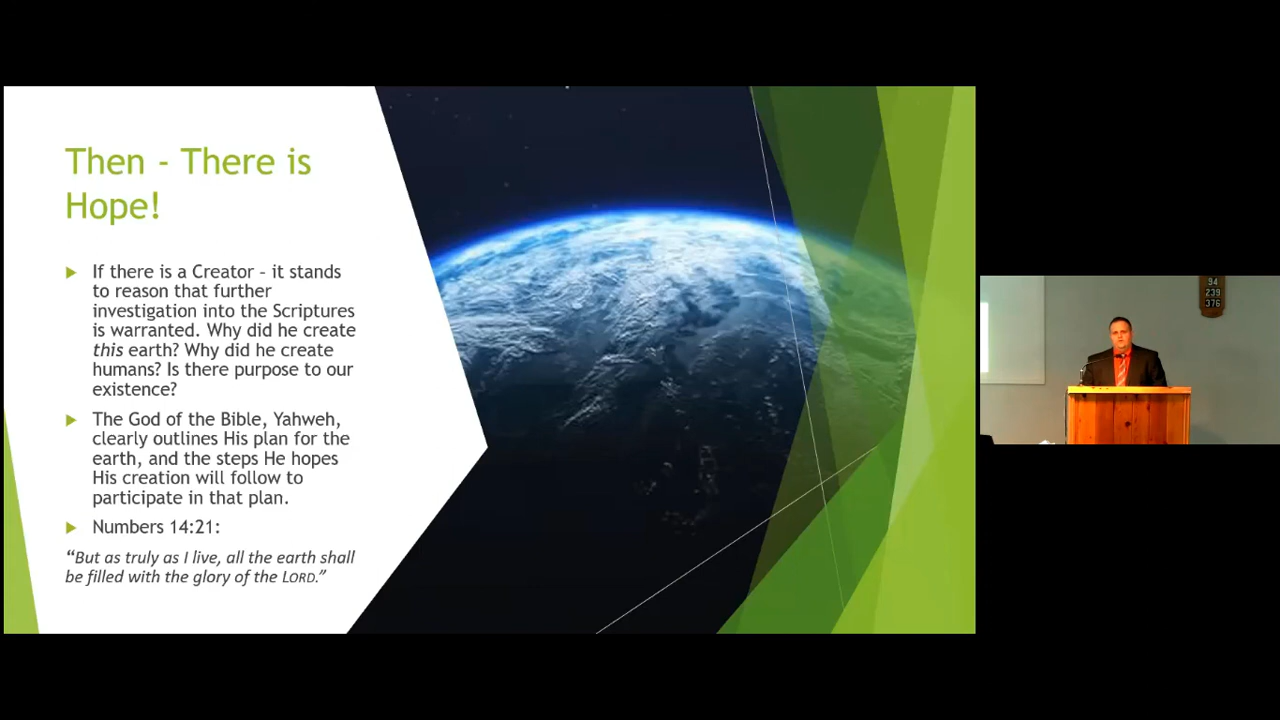 Then - There is
Hope!
If there is a Creator – it stands
to reason that further
investigation into the Scriptures
is warranted. Why did he create
this earth? Why did he create
humans? Is there purpose to our
existence?
The God of the Bible, Yahweh,
clearly outlines His plan for the
earth, and the steps He hopes
His creation will follow to
participate in that plan.
Numbers 14:21:
“But as truly as I live, all the earth shall
be filled with the glory of the LORD.”
94
239
376